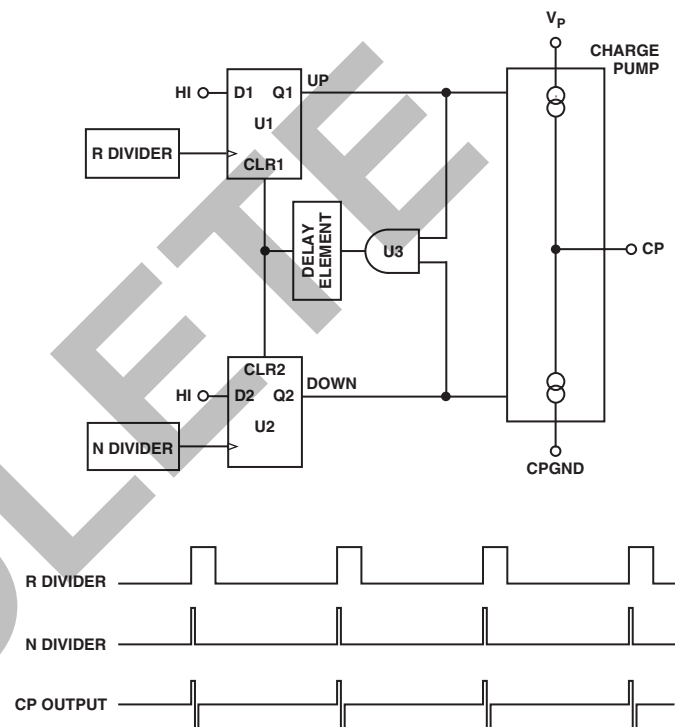 V_P
CHARGE
PUMP
UP
HI D1 Q1
U1
R DIVIDER
CLR1
DELAY
ELEMENT
U3
CP
CLR2
DOWN
HI D2 Q2
U2
N DIVIDER
CPGND
R DIVIDER
N DIVIDER
CP OUTPUT